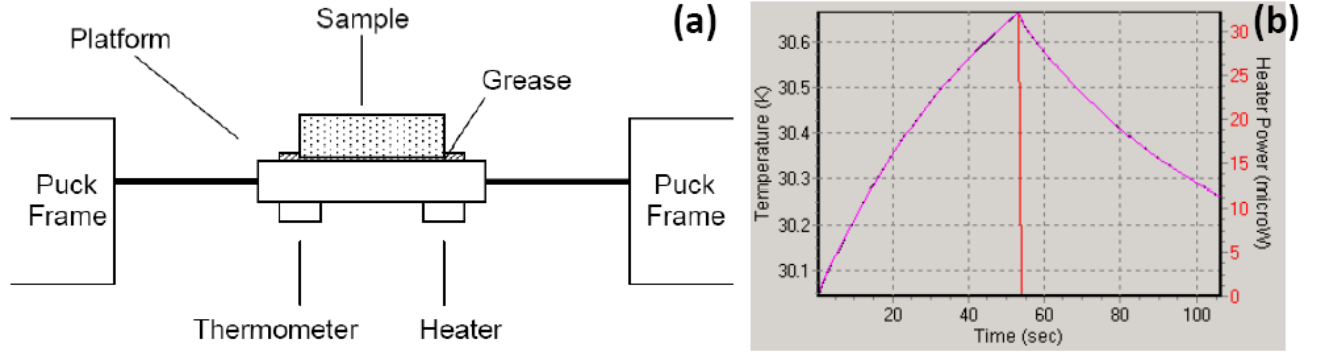 Sample
(a)
Platform
Grease
Puck
Frame
Puck
Frame
Thermometer
Heater
(b)
Temperature (K)
30.6
30.5
30.4
30.3
30.2
30.1
20
40
60
80
100
Time (sec)
30
25
20
15
10
5
0
Heater Power (microW)